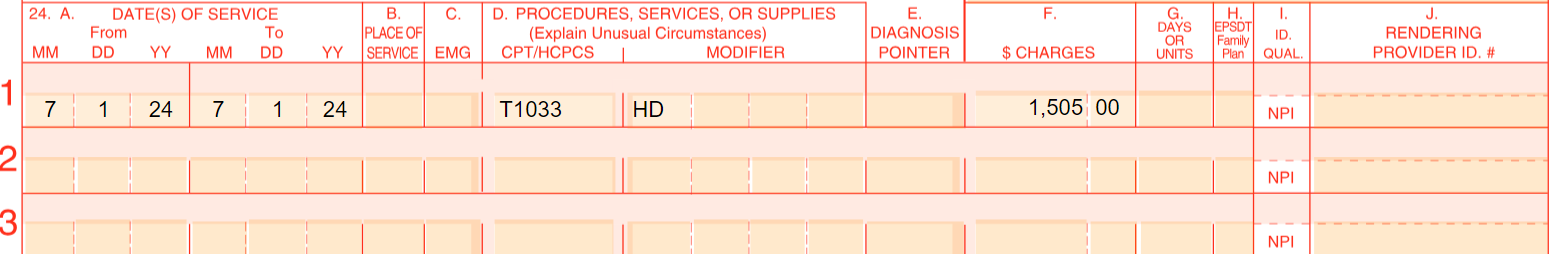 24. A. DATE(S) OF SERVICE B. C. D. PROCEDURES, SERVICES, OR SUPPLIES E. F. G. H. I. J.
From To PLACE OF (Explain Unusual Circumstances) DIAGNOSIS DAYS OR UNITS EPSDT Family Plan ID. RENDERING
MM DD YY MM DD YY SERVICE EMG CPT/HCPCS MODIFIER POINTER $ CHARGES QUAL. PROVIDER ID. #
1 7 1 24 7 1 24 T1033 HD 1,505 00 NPI
2 NPI
3 NPI